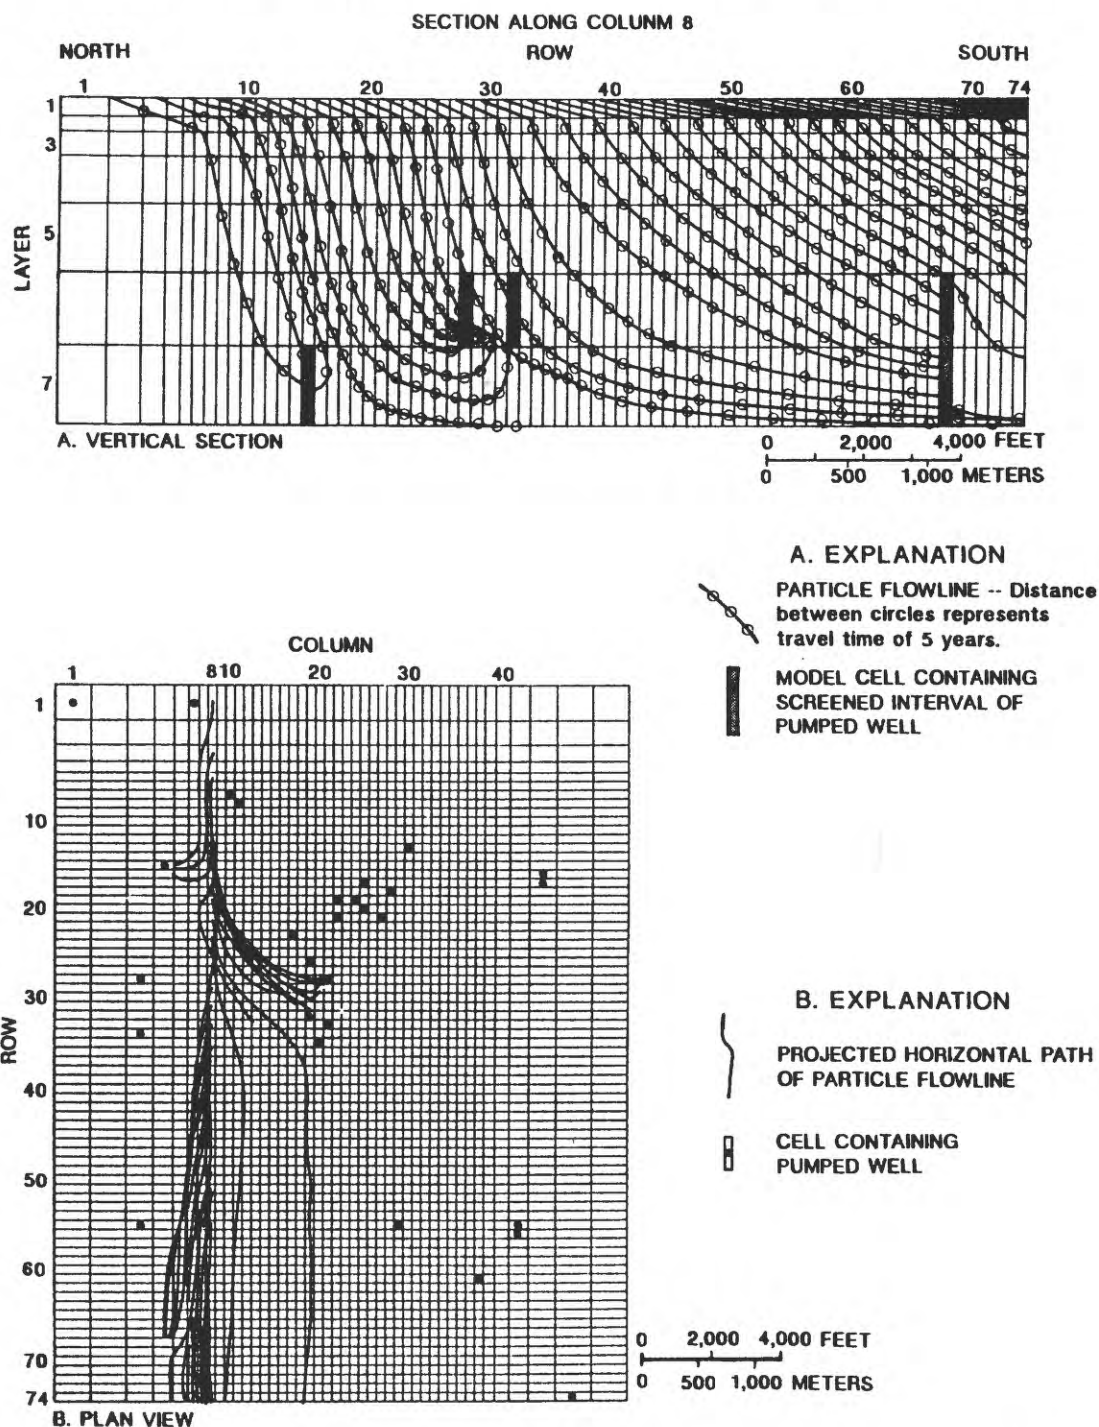 SECTION ALONG COLUNM 8
NORTH ROW SOUTH
1 10 20 30 40 50 60 70 74
LAYER
1
3
5
7
A. VERTICAL SECTION
0 2,000 4,000 FEET
0 500 1,000 METERS
A. EXPLANATION
PARTICLE FLOWLINE -- Distance
between circles represents
travel time of 5 years.
MODEL CELL CONTAINING
SCREENED INTERVAL OF
PUMPED WELL
COLUMN
1 8 10 20 30 40
ROW
1
10
20
30
40
50
60
70
74
B. PLAN VIEW
B. EXPLANATION
PROJECTED HORIZONTAL PATH
OF PARTICLE FLOWLINE
CELL CONTAINING
PUMPED WELL
0 2,000 4,000 FEET
0 500 1,000 METERS